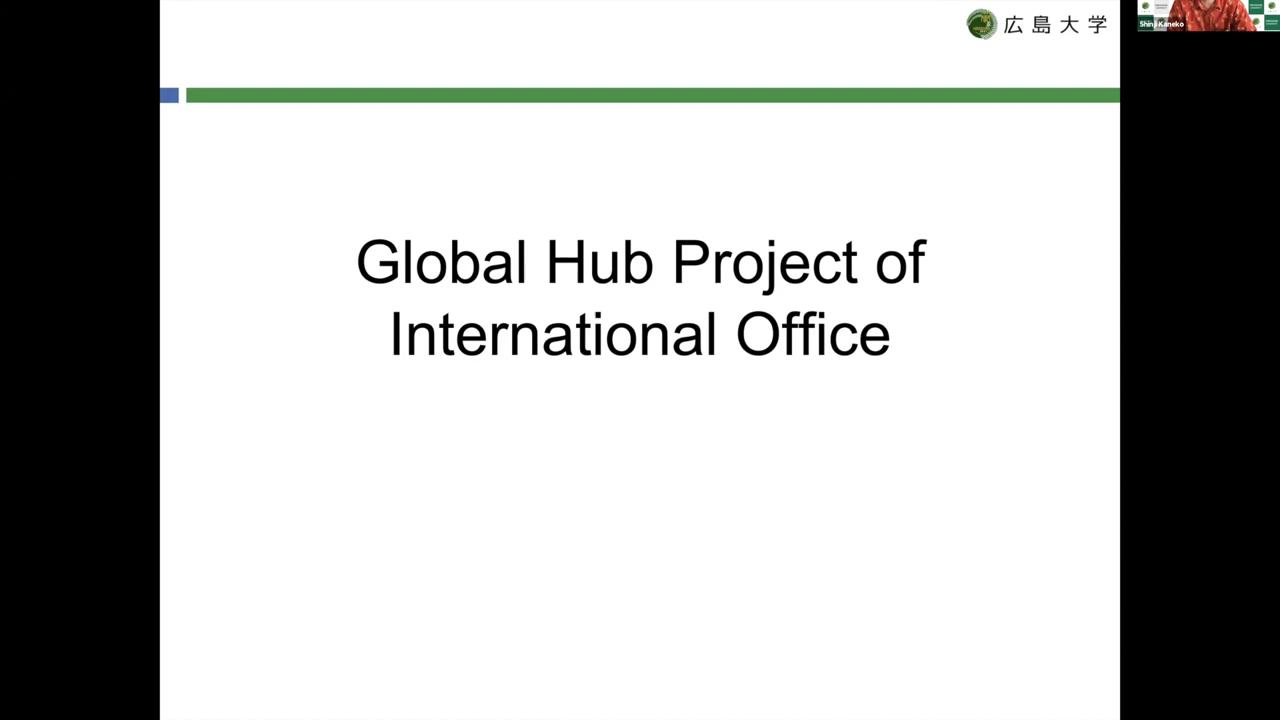 広島大学
Shinji Kaneko
Global Hub Project of
International Office